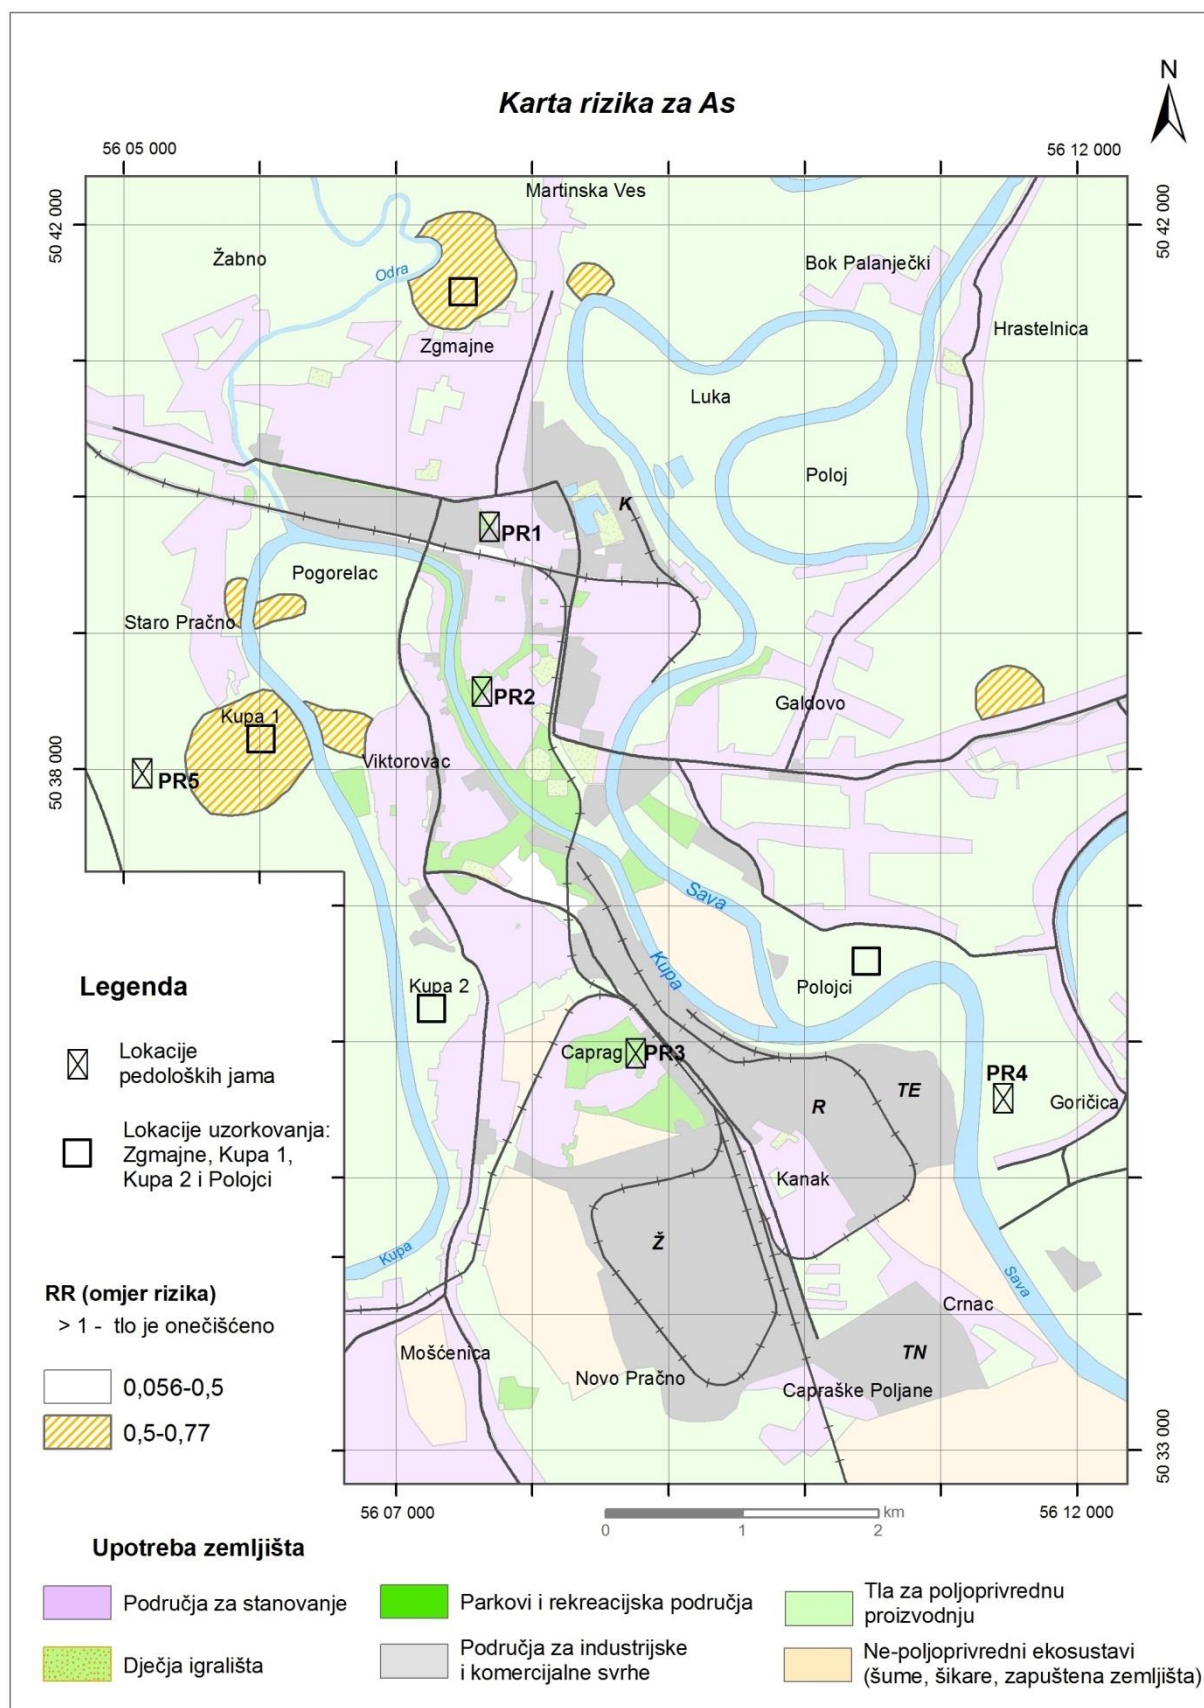 N
Karta rizika za As
56 05 000
56 12 000
50 42 000
50 42 000
Martinska Ves
Žabno
Odra
Bok Palanječki
Hrastelnica
Zgmajne
Luka
Poloj
K
PR1
Pogorelac
Staro Pračno
PR2
Galdovo
Kupa 1
Viktorovac
PR5
50 38 000
Sava
Kupa
Polojci
Kupa 2
Legenda
Lokacije
pedoloških jama
Lokacije uzorkovanja:
Zgmajne, Kupa 1,
Kupa 2 i Polojci
Caprag
PR3
PR4
TE
R
Goričica
Kanak
Ž
Kupa
Sava
Crnac
RR (omjer rizika)
> 1 - tlo je onečišćeno
0,056-0,5
0,5-0,77
Mošćenica
TN
Novo Pračno
Capraške Poljane
50 33 000
56 07 000
56 12 000
km
0 1 2
Upotreba zemljišta
Područja za stanovanje
Parkovi i rekreacijska područja
Tla za poljoprivrednu
proizvodnju
Dječja igrališta
Područja za industrijske
i komercijalne svrhe
Ne-poljoprivredni ekosustavi
(šume, šikare, zapuštena zemljišta)